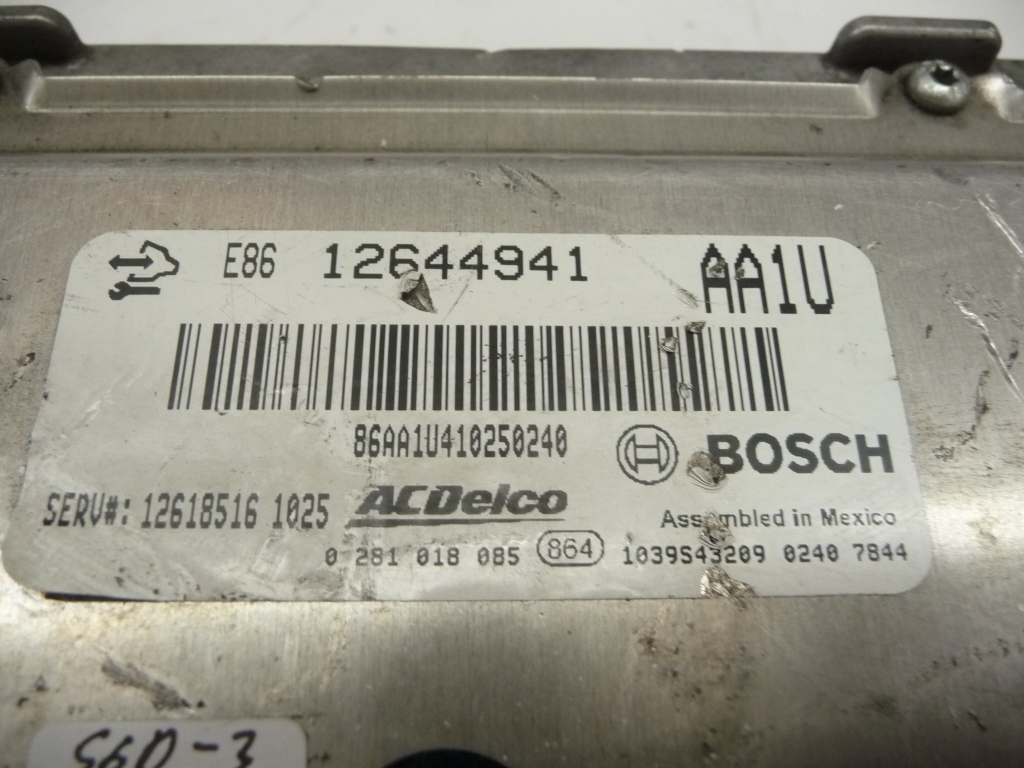 E86 12644941 AA1U
86AA1U410250240
BOSCH
SERV#: 12618516 1025 ACDelco
Assembled in Mexico
0 281 018 085 864 1039S43209 0240 7844
S6D-3